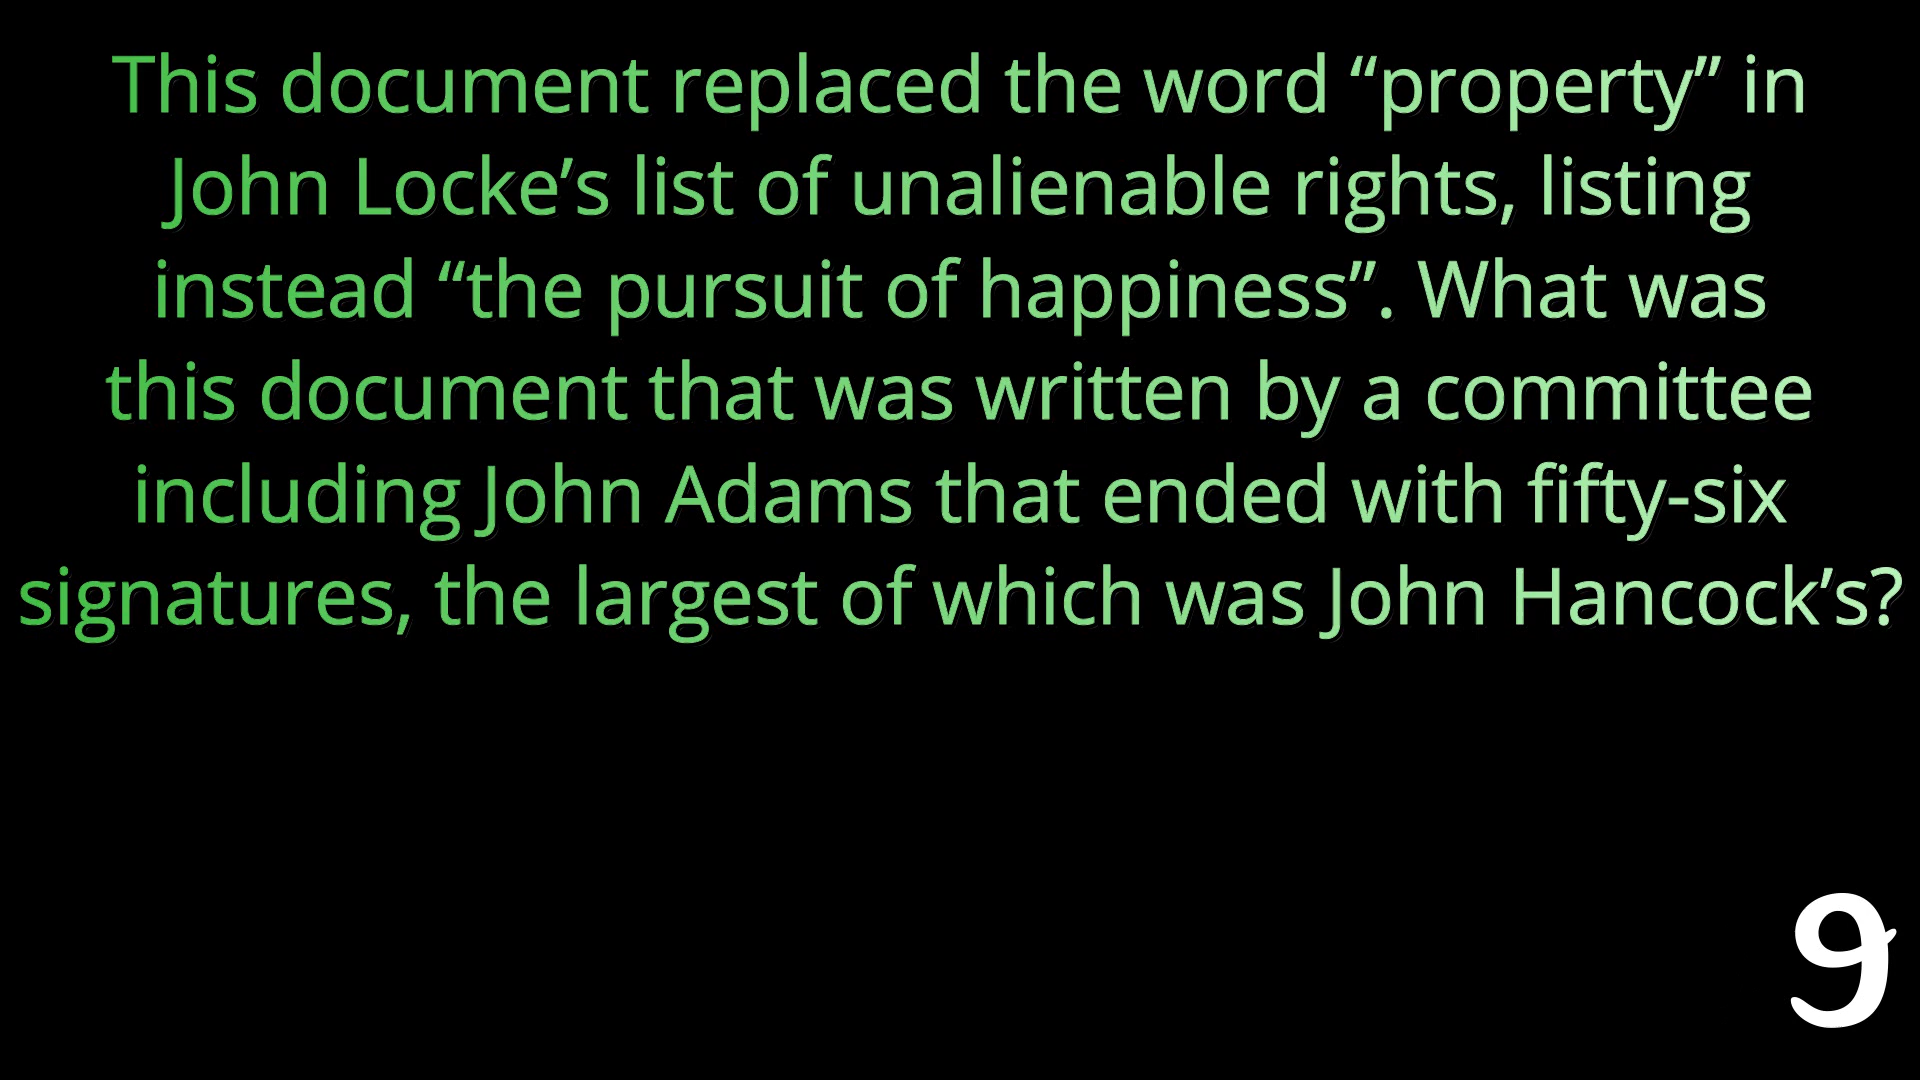 This document replaced the word “property” in
John Locke’s list of unalienable rights, listing
instead “the pursuit of happiness”. What was
this document that was written by a committee
including John Adams that ended with fifty-six
signatures, the largest of which was John Hancock’s?
9